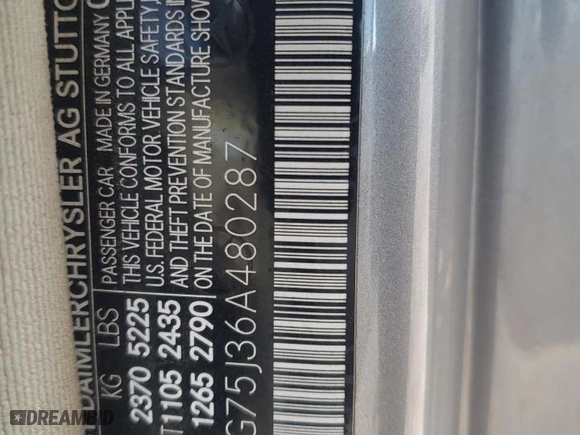 DAIMLERCHRYSLER AG STUTTG
PASSENGER CAR MADE IN GERMANY
THIS VEHICLE CONFORMS TO ALL APPL
U.S. FEDERAL MOTOR VEHICLE SAFETY,
AND THEFT PREVENTION STANDARDS IN
ON THE DATE OF MANUFACTURE SHOW
KG LBS
2370 5225
1105 2435
1265 2790
G75J36A480287
© DREAMBID